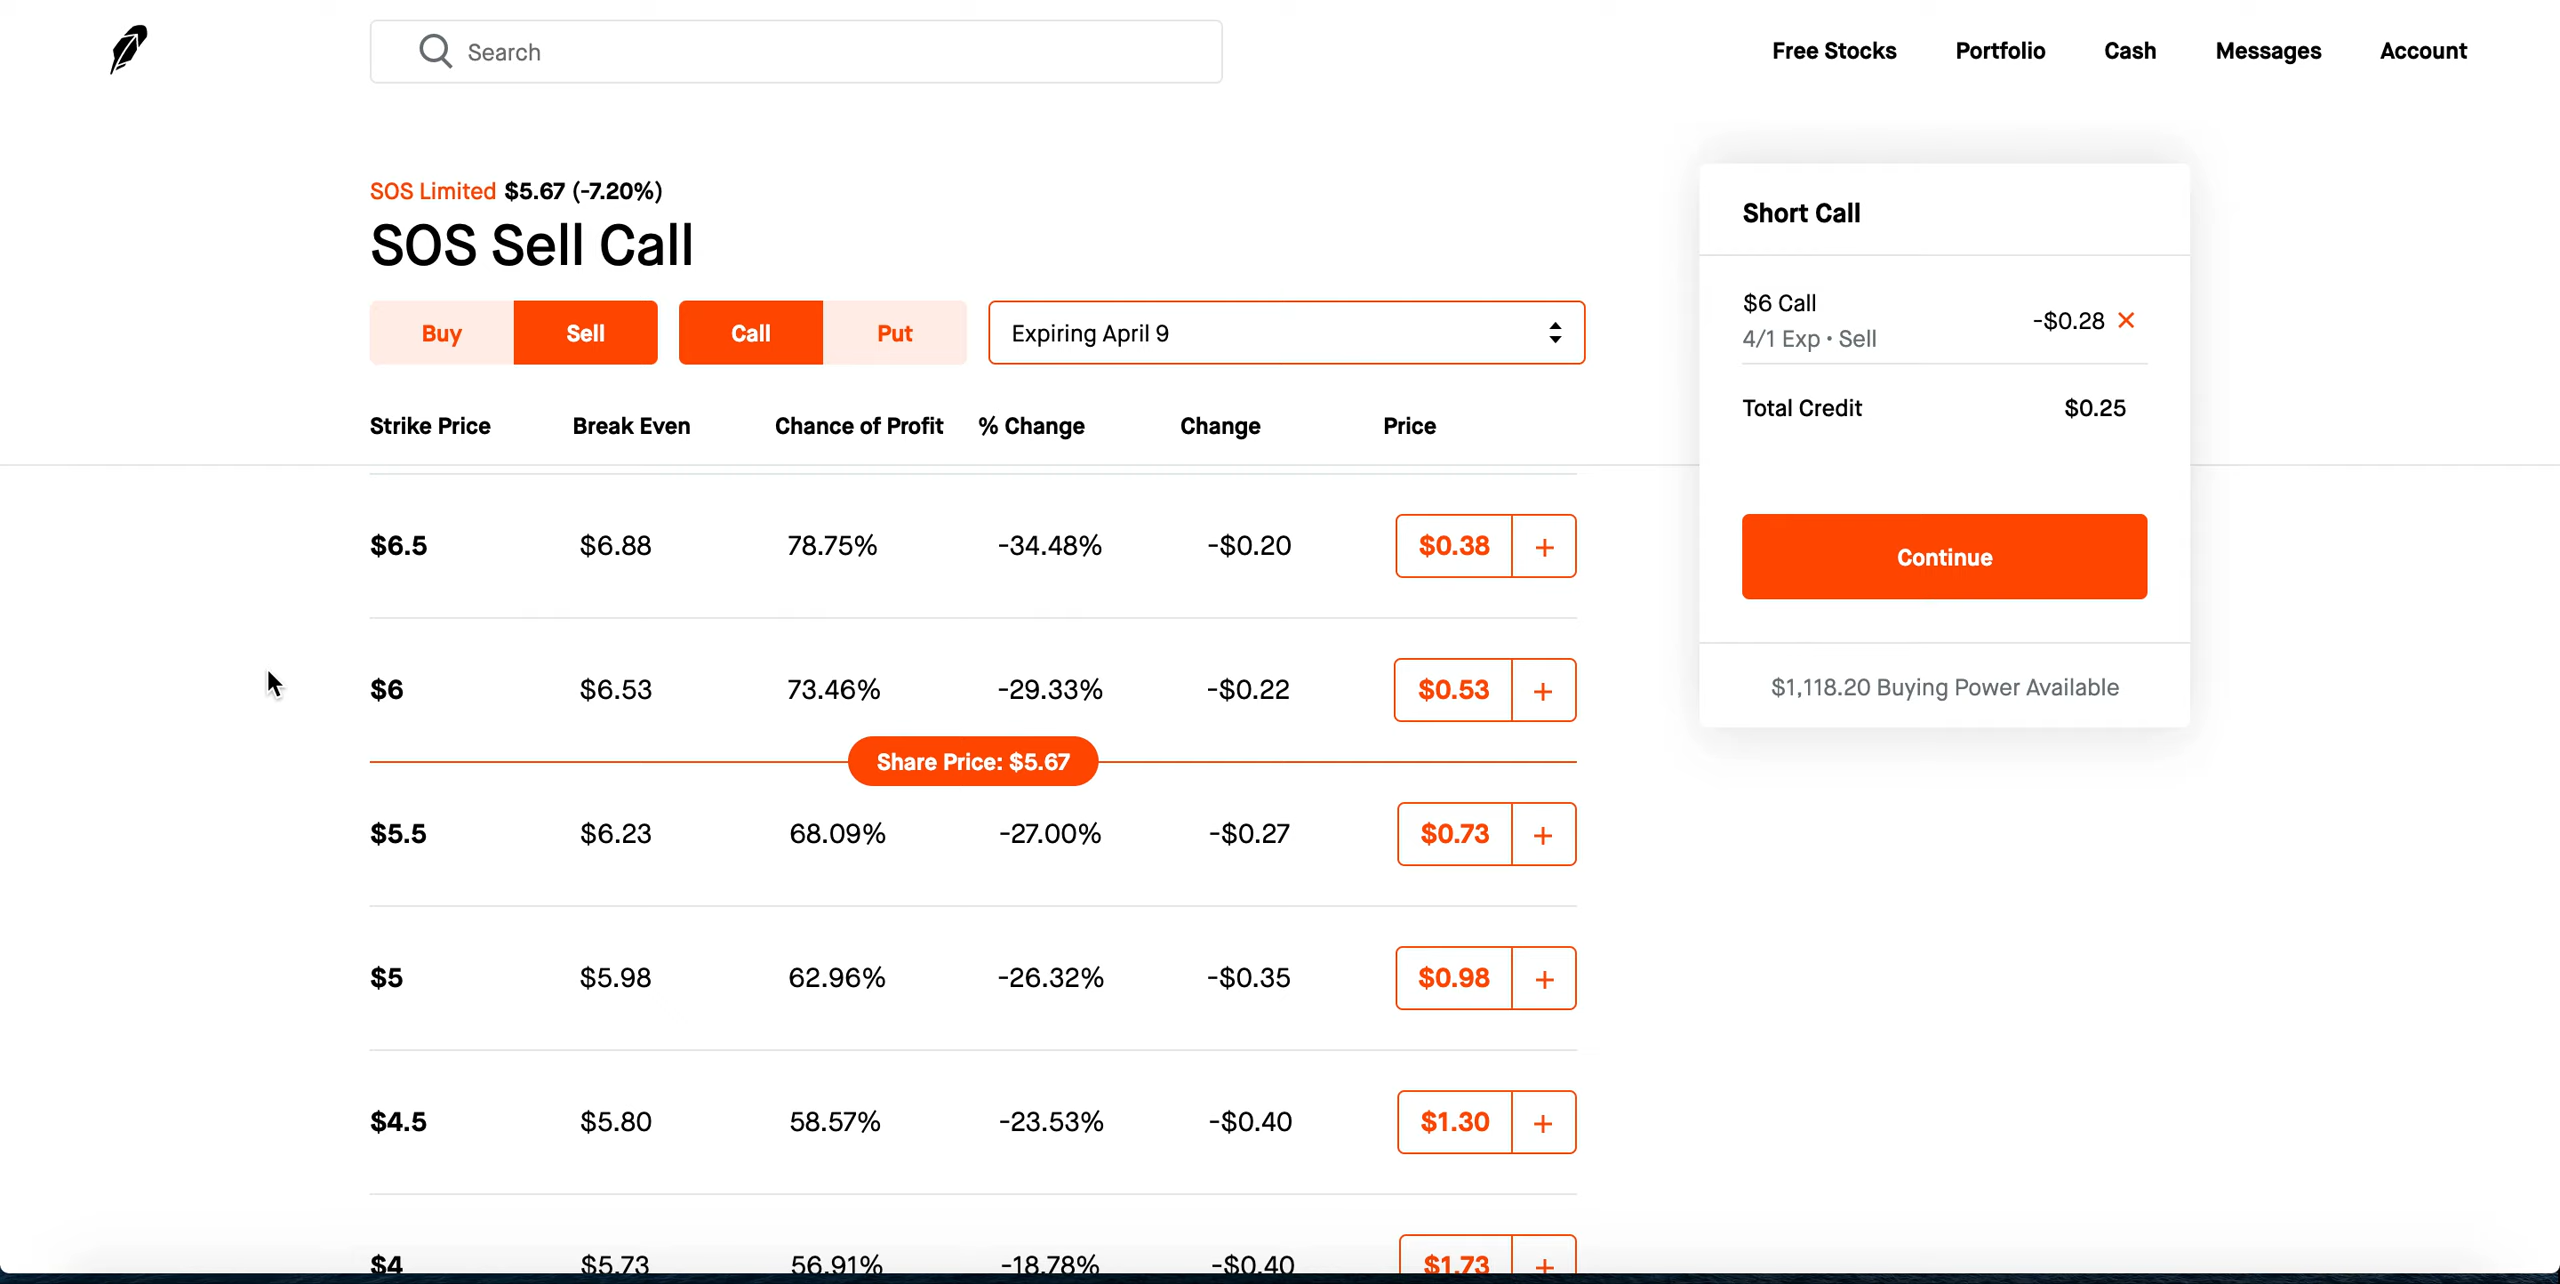 Search
Free Stocks Portfolio Cash Messages Account
SOS Limited $5.67 (-7.20%)
SOS Sell Call
Buy Sell Call Put Expiring April 9
Strike Price Break Even Chance of Profit % Change Change Price
$6.5 $6.88 78.75% -34.48% -$0.20 $0.38 +
$6 $6.53 73.46% -29.33% -$0.22 $0.53 +
Share Price: $5.67
$5.5 $6.23 68.09% -27.00% -$0.27 $0.73 +
$5 $5.98 62.96% -26.32% -$0.35 $0.98 +
$4.5 $5.80 58.57% -23.53% -$0.40 $1.30 +
$4 $5.73 56.91% -18.78% -$0.40 $1.73 +
Short Call
$6 Call
4/1 Exp • Sell
-$0.28 ×
Total Credit $0.25
Continue
$1,118.20 Buying Power Available